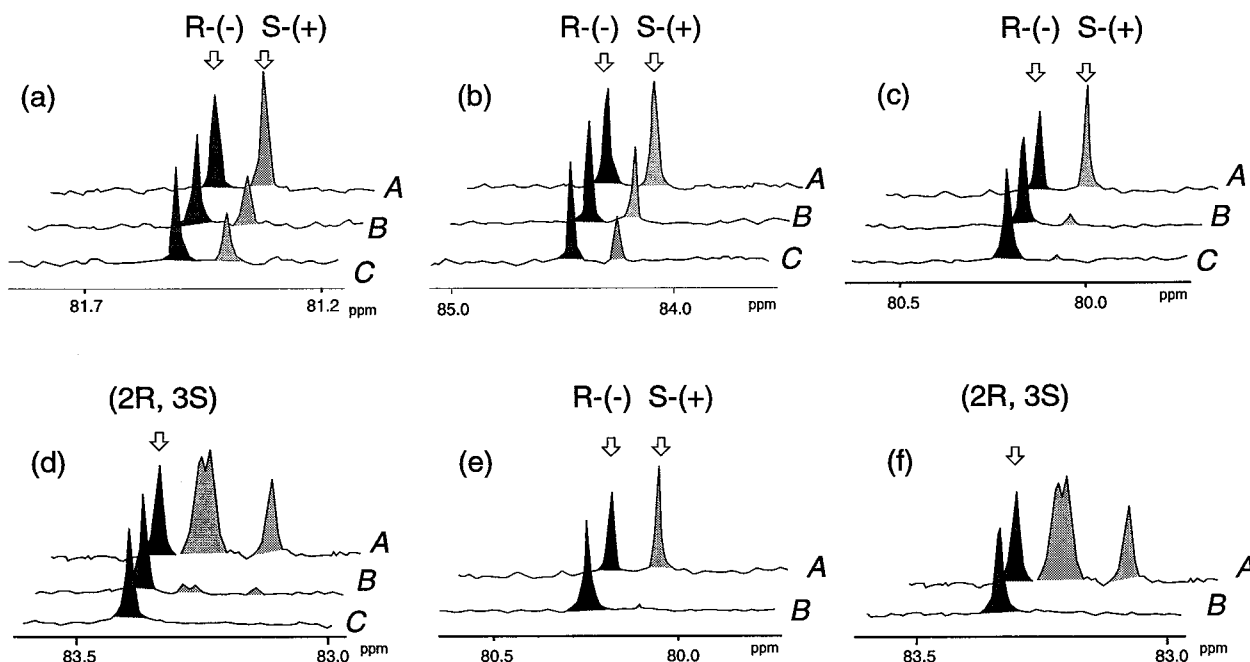 R-(-) S-(+)
(a)
A
B
C
81.7 81.2 ppm
R-(-) S-(+)
(b)
A
B
C
85.0 84.0 ppm
R-(-) S-(+)
(c)
A
B
C
80.5 80.0 ppm
(2R, 3S)
(d)
A
B
C
83.5 83.0 ppm
R-(-) S-(+)
(e)
A
B
80.5 80.0 ppm
(2R, 3S)
(f)
A
B
83.5 83.0 ppm